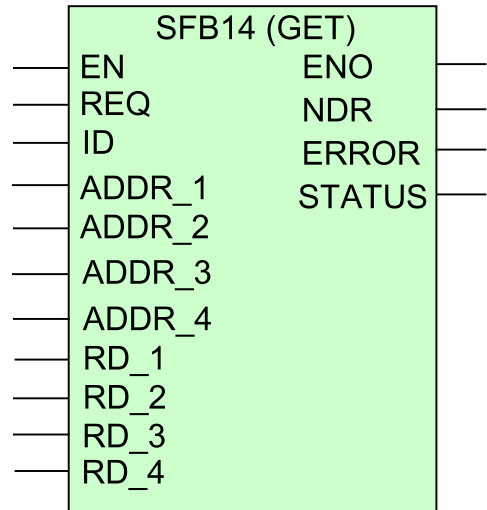 SFB14 (GET)
EN ENO
REQ NDR
ID ERROR
ADDR_1 STATUS
ADDR_2
ADDR_3
ADDR_4
RD_1
RD_2
RD_3
RD_4